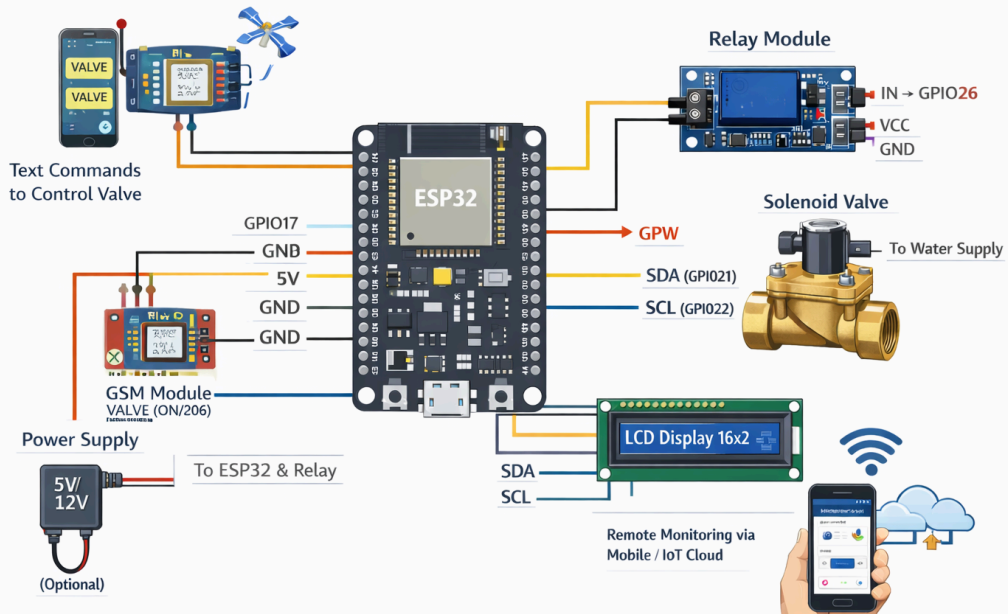 VALVE
VALVE
Text Commands
to Control Valve
Relay Module
IN → GPIO26
VCC
GND
ESP32
Solenoid Valve
To Water Supply
GPIO17
GNB
5V
GND
GND
GPW
SDA (GPI021)
SCL (GPI022)
GSM Module
VALVE (ON/206)
Power Supply
To ESP32 & Relay
5V/
12V
(Optional)
LCD Display 16x2
SDA
SCL
Remote Monitoring via
Mobile / IoT Cloud